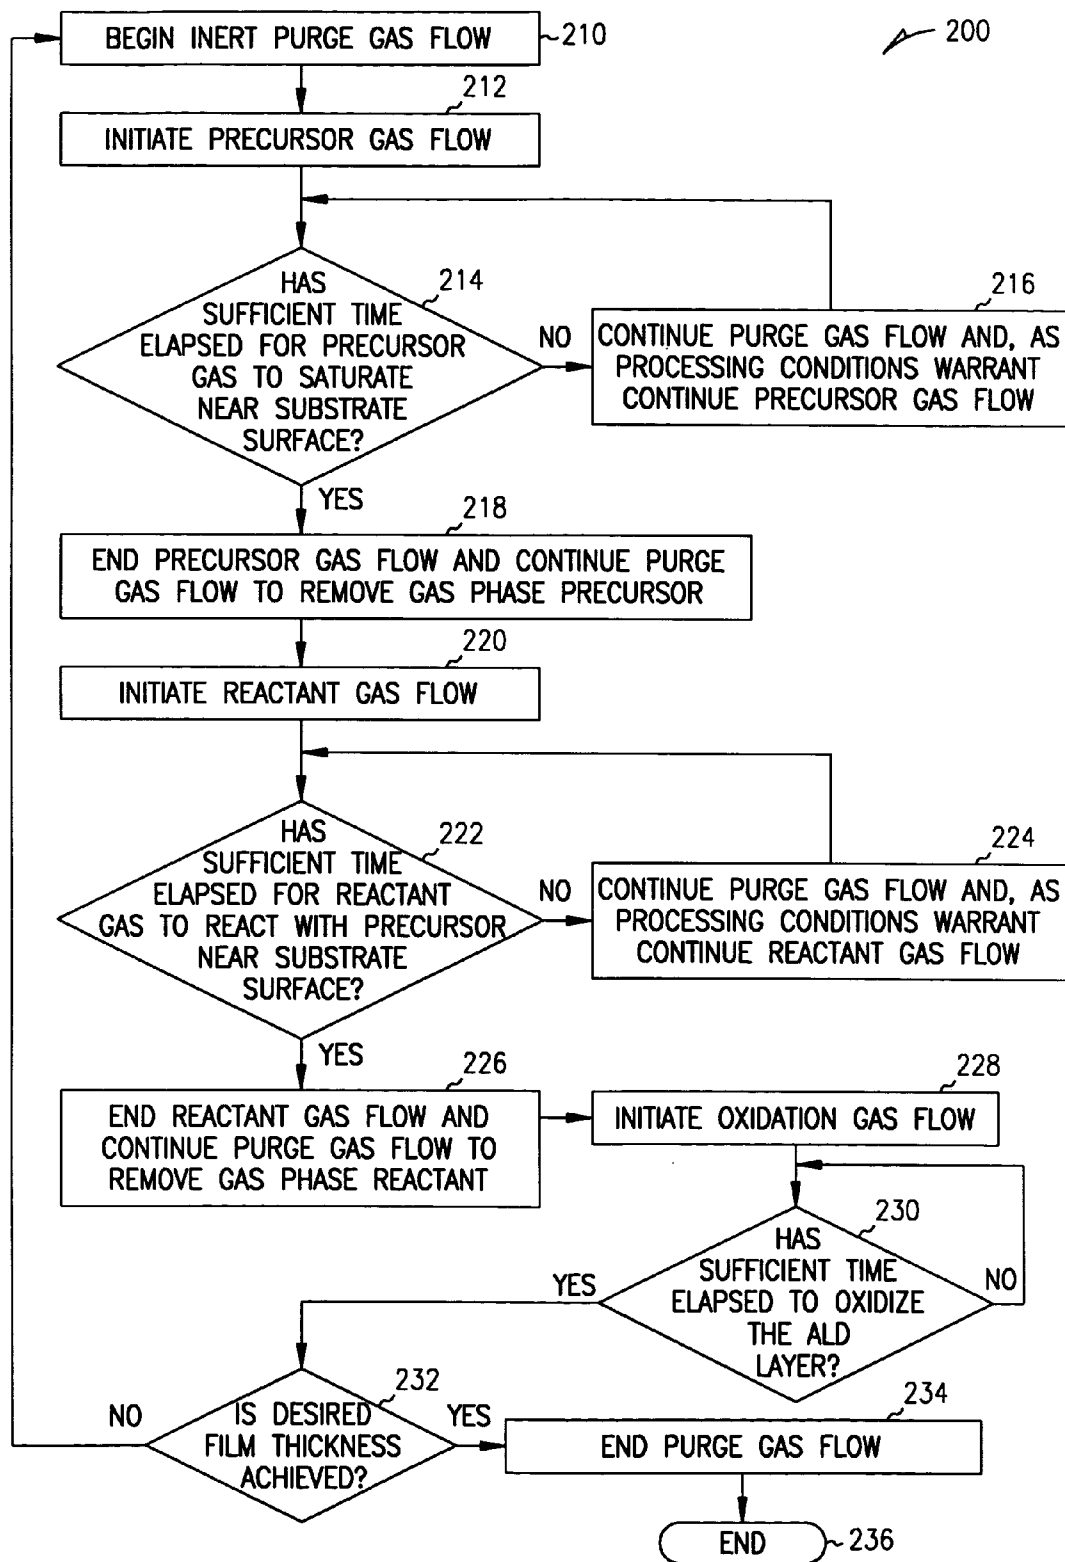 BEGIN INERT PURGE GAS FLOW
210
200
212
INITIATE PRECURSOR GAS FLOW
HAS
SUFFICIENT TIME
ELAPSED FOR PRECURSOR
GAS TO SATURATE
NEAR SUBSTRATE
SURFACE?
214
NO
216
CONTINUE PURGE GAS FLOW AND, AS
PROCESSING CONDITIONS WARRANT
CONTINUE PRECURSOR GAS FLOW
YES
218
END PRECURSOR GAS FLOW AND CONTINUE PURGE
GAS FLOW TO REMOVE GAS PHASE PRECURSOR
220
INITIATE REACTANT GAS FLOW
HAS
SUFFICIENT TIME
ELAPSED FOR REACTANT
GAS TO REACT WITH PRECURSOR
NEAR SUBSTRATE
SURFACE?
222
NO
224
CONTINUE PURGE GAS FLOW AND, AS
PROCESSING CONDITIONS WARRANT
CONTINUE REACTANT GAS FLOW
YES
226
END REACTANT GAS FLOW AND
CONTINUE PURGE GAS FLOW TO
REMOVE GAS PHASE REACTANT
228
INITIATE OXIDATION GAS FLOW
230
HAS
SUFFICIENT TIME
ELAPSED TO OXIDIZE
THE ALD
LAYER?
NO
YES
232
IS DESIRED
FILM THICKNESS
ACHIEVED?
NO
YES
234
END PURGE GAS FLOW
END
236